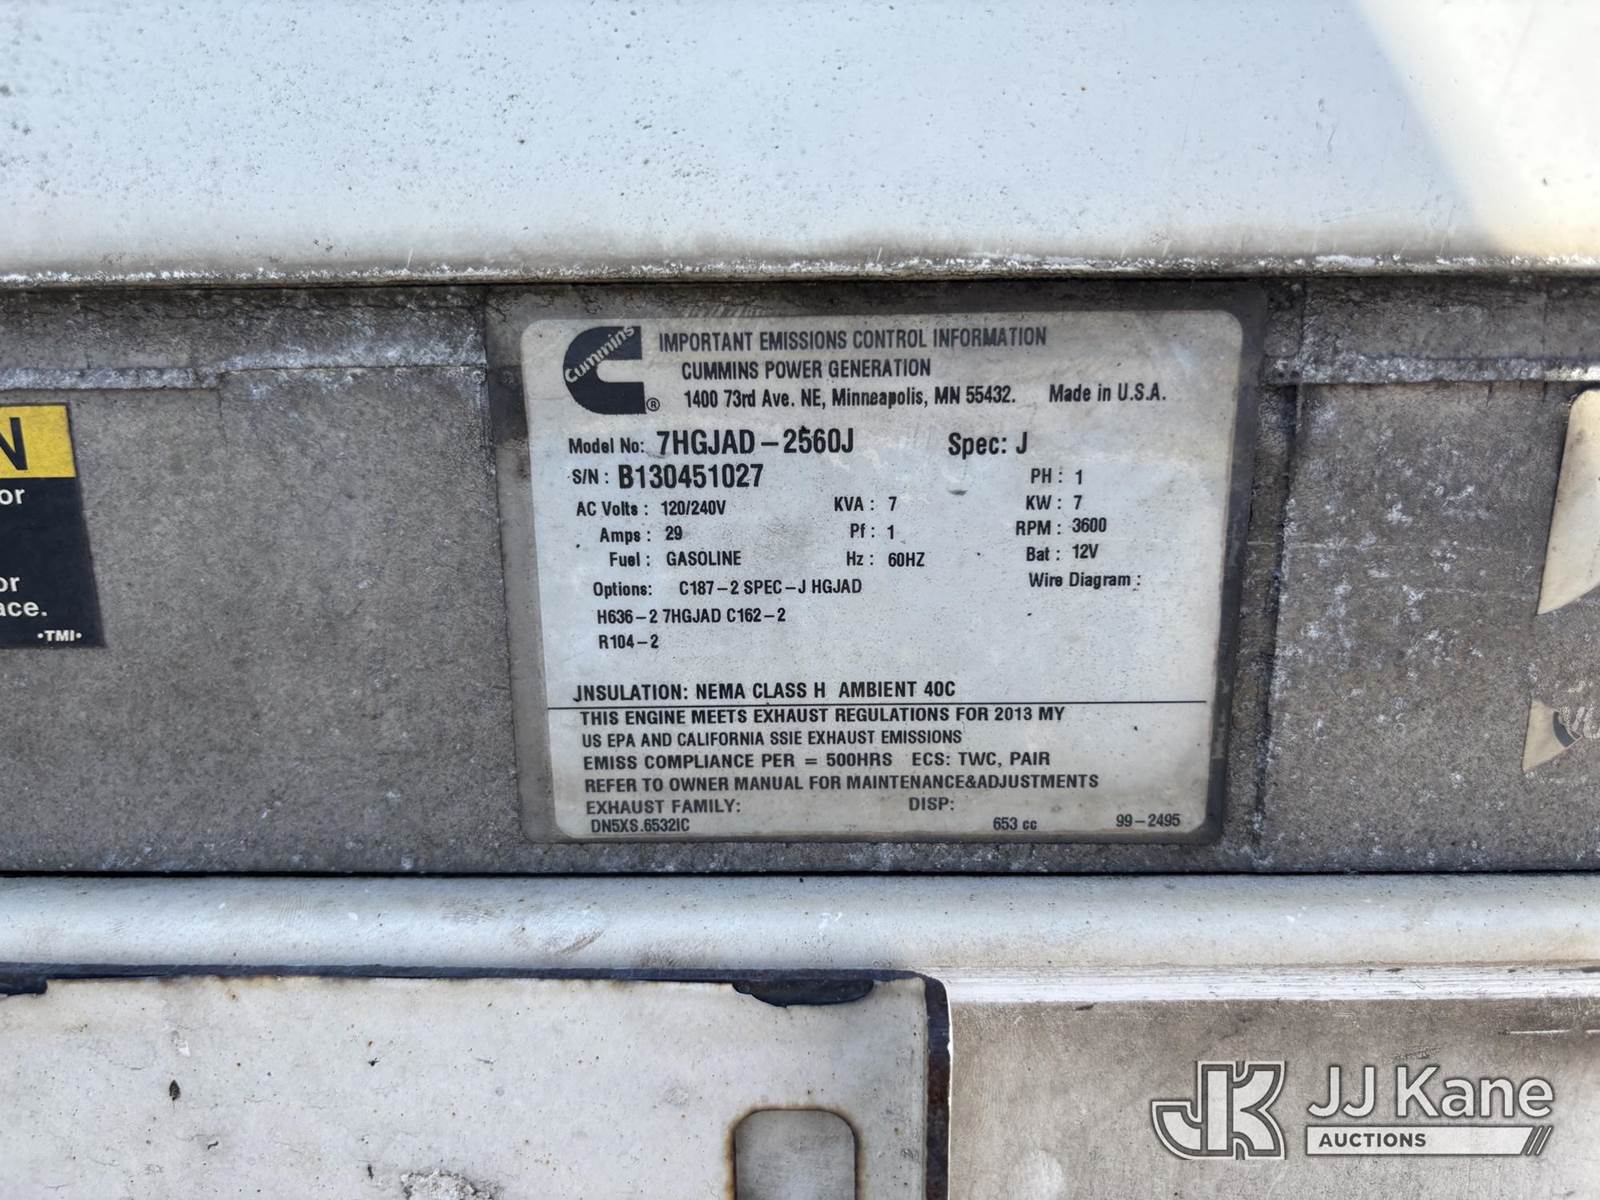 Cummins
®
IMPORTANT EMISSIONS CONTROL INFORMATION
CUMMINS POWER GENERATION
1400 73rd Ave. NE, Minneapolis, MN 55432. Made in U.S.A.
Model No: 7HGJAD-2560J Spec: J
S/N: B130451027 PH: 1
AC Volts: 120/240V KVA: 7 KW: 7
Amps: 29 Pf: 1 RPM: 3600
Fuel: GASOLINE Hz: 60HZ Bat: 12V
Options: C187-2 SPEC-J HGJAD Wire Diagram:
H636-2 7HGJAD C162-2
R104-2
INSULATION: NEMA CLASS H AMBIENT 40C
THIS ENGINE MEETS EXHAUST REGULATIONS FOR 2013 MY
US EPA AND CALIFORNIA SSIE EXHAUST EMISSIONS
EMISS COMPLIANCE PER = 500HRS ECS: TWC, PAIR
REFER TO OWNER MANUAL FOR MAINTENANCE&ADJUSTMENTS
EXHAUST FAMILY: DISP:
DN5XS.6532IC 653 cc 99-2495
N
or
or
ace.
•TMI•
JJ Kane
AUCTIONS